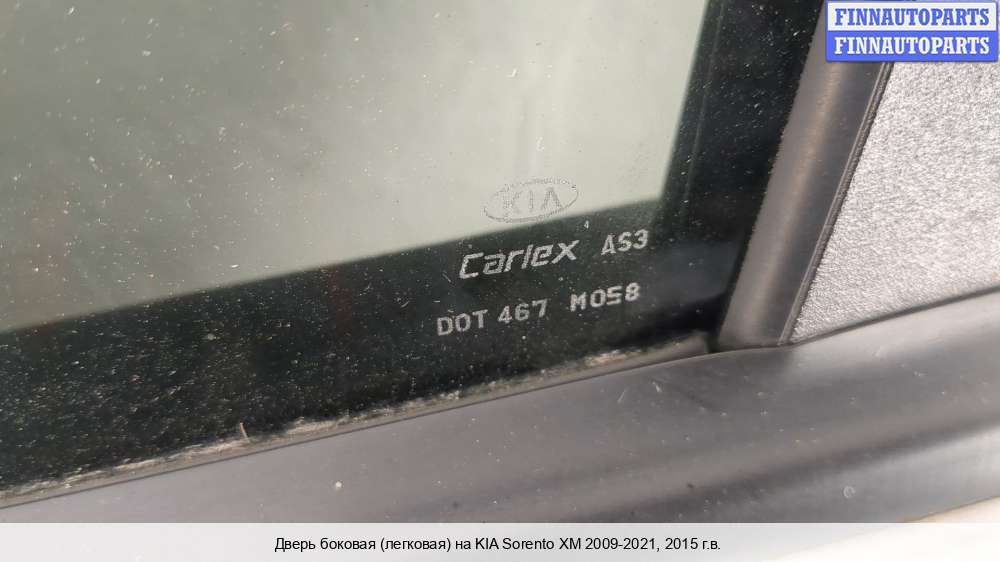 FINNAUTOPARTS
FINNAUTOPARTS
KIA
Carlex AS3
DOT 467 M058
Дверь боковая (легковая) на KIA Sorento XM 2009-2021, 2015 г.в.